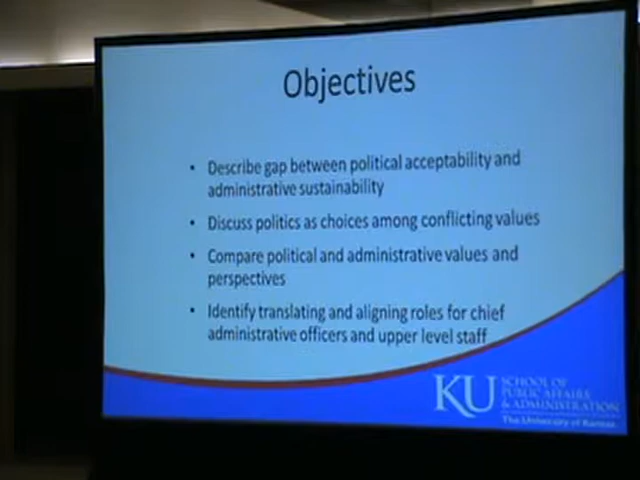 Objectives
• Describe gap between political acceptability and
administrative sustainability
• Discuss politics as choices among conflicting values
• Compare political and administrative values and
perspectives
• Identify translating and aligning roles for chief
administrative officers and upper level staff
KU SCHOOL OF
PUBLIC AFFAIRS
& ADMINISTRATION
The University of Kansas